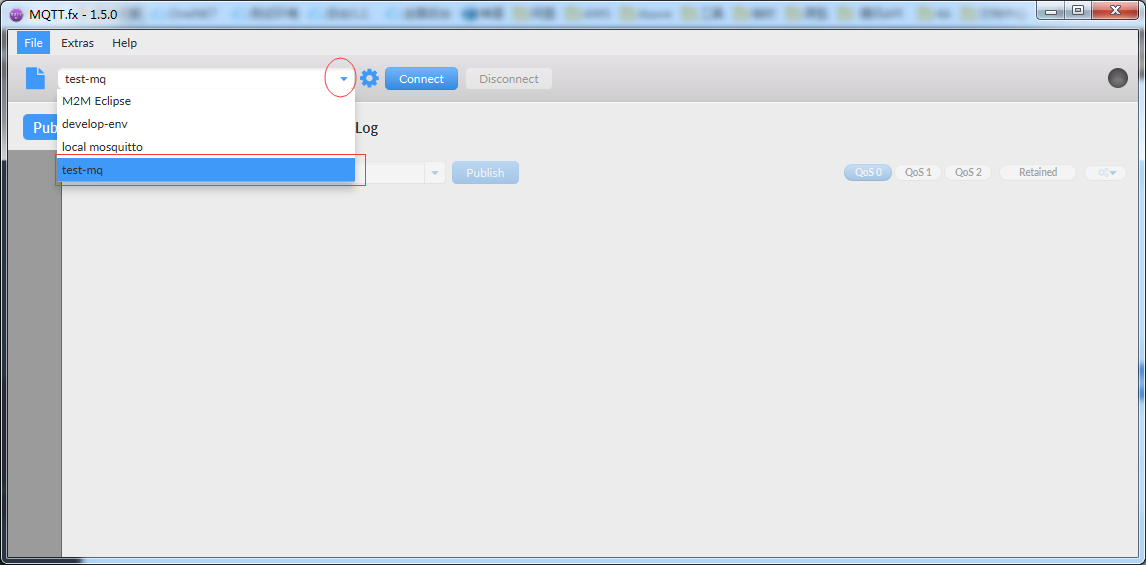 MQTT.fx - 1.5.0
File Extras Help
test-mq Connect Disconnect
M2M Eclipse
develop-env
local mosquitto
test-mq
Pub Log
Publish QoS 0 QoS 1 QoS 2 Retained